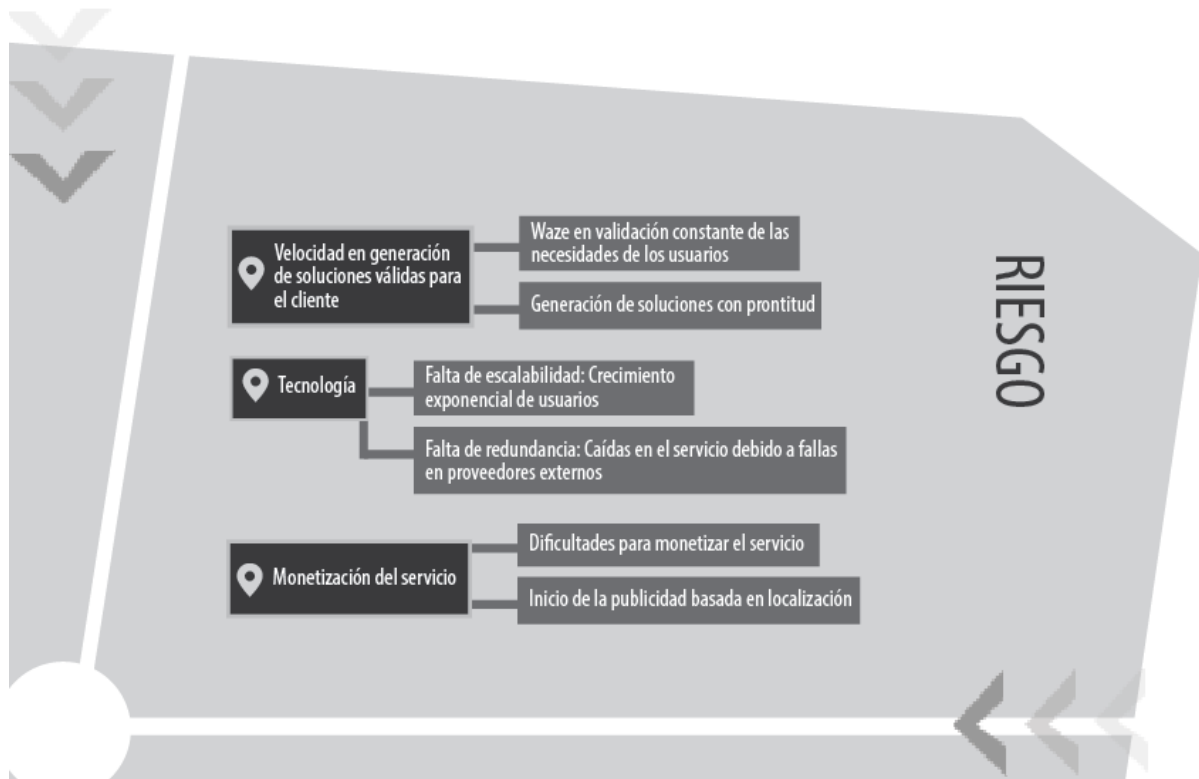 Velocidad en generación
de soluciones válidas para
el cliente
Waze en validación constante de las
necesidades de los usuarios
Generación de soluciones con prontitud
Tecnología
Falta de escalabilidad: Crecimiento
exponencial de usuarios
Falta de redundancia: Caídas en el servicio debido a fallas
en proveedores externos
Monetización del servicio
Dificultades para monetizar el servicio
Inicio de la publicidad basada en localización
RIESGO